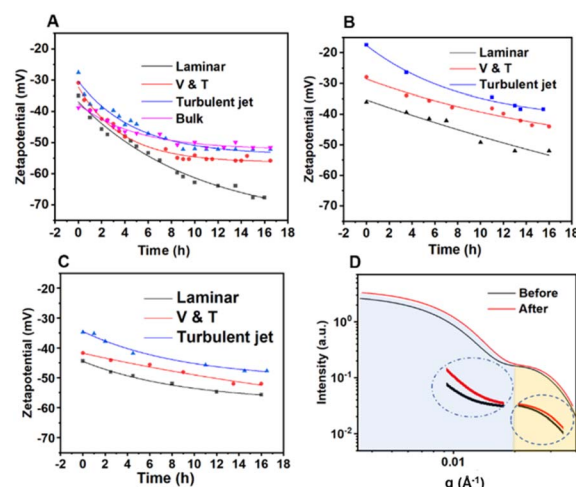 A
Laminar
V & T
Turbulent jet
Bulk
Zetapotential (mV)
-20
-30
-40
-50
-60
-70
0 2 4 6 8 10 12 14 16 18
Time (h)
B
Laminar
V & T
Turbulent jet
Zetapotential (mV)
-20
-30
-40
-50
-60
-70
0 2 4 6 8 10 12 14 16 18
Time (h)
C
Laminar
V & T
Turbulent jet
Zetapotential (mV)
-20
-30
-40
-50
-60
-70
0 2 4 6 8 10 12 14 16 18
Time (h)
D
Before
After
Intensity (a.u.)
10⁰
10⁻¹
10⁻²
0.01
q (Å⁻¹)